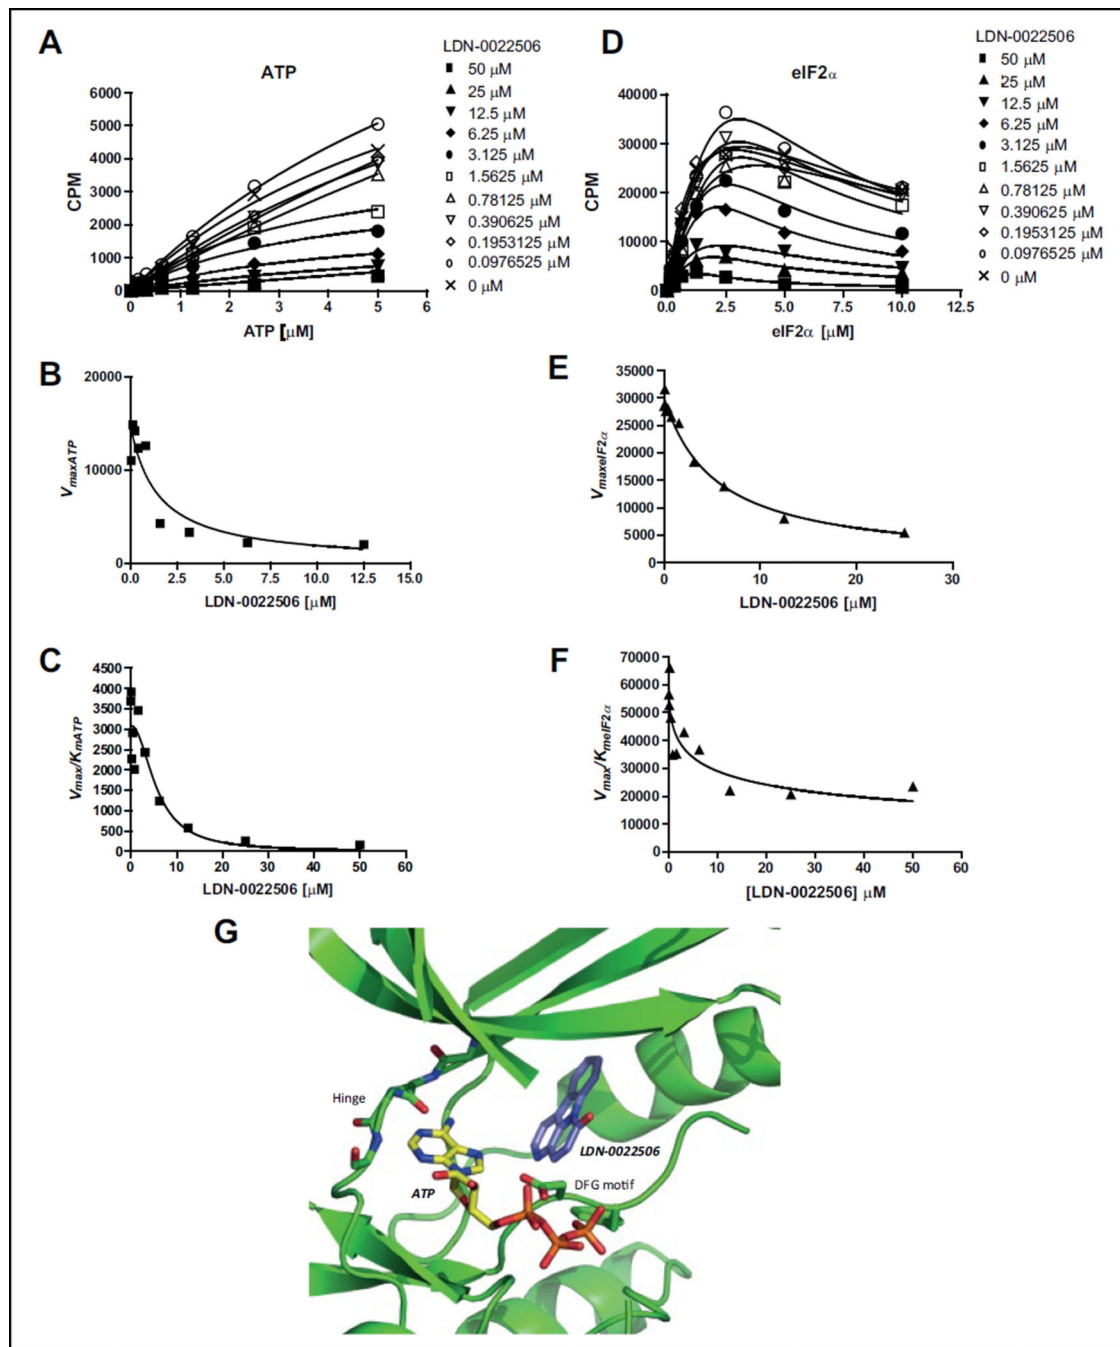 A
ATP
LDN-0022506
50 μM
25 μM
12.5 μM
6.25 μM
3.125 μM
1.5625 μM
0.78125 μM
0.390625 μM
0.1953125 μM
0.0976525 μM
0 μM
CPM
6000
5000
4000
3000
2000
1000
0
0 1 2 3 4 5 6
ATP [μM]
D
eIF2α
LDN-0022506
50 μM
25 μM
12.5 μM
6.25 μM
3.125 μM
1.5625 μM
0.78125 μM
0.390625 μM
0.1953125 μM
0.0976525 μM
0 μM
CPM
40000
30000
20000
10000
0
0.0 2.5 5.0 7.5 10.0 12.5
eIF2α [μM]
B
VmaxATP
20000
10000
0
0.0 2.5 5.0 7.5 10.0 12.5 15.0
LDN-0022506 [μM]
E
VmaxeIF2α
35000
30000
25000
20000
15000
10000
5000
0
0 10 20 30
LDN-0022506 [μM]
C
Vmax/KmATP
4500
4000
3500
3000
2500
2000
1500
1000
500
0
0 10 20 30 40 50 60
LDN-0022506 [μM]
F
Vmax/KmeIF2α
70000
60000
50000
40000
30000
20000
10000
0
0 10 20 30 40 50 60
[LDN-0022506] μM
G
Hinge
LDN-0022506
ATP
DFG motif